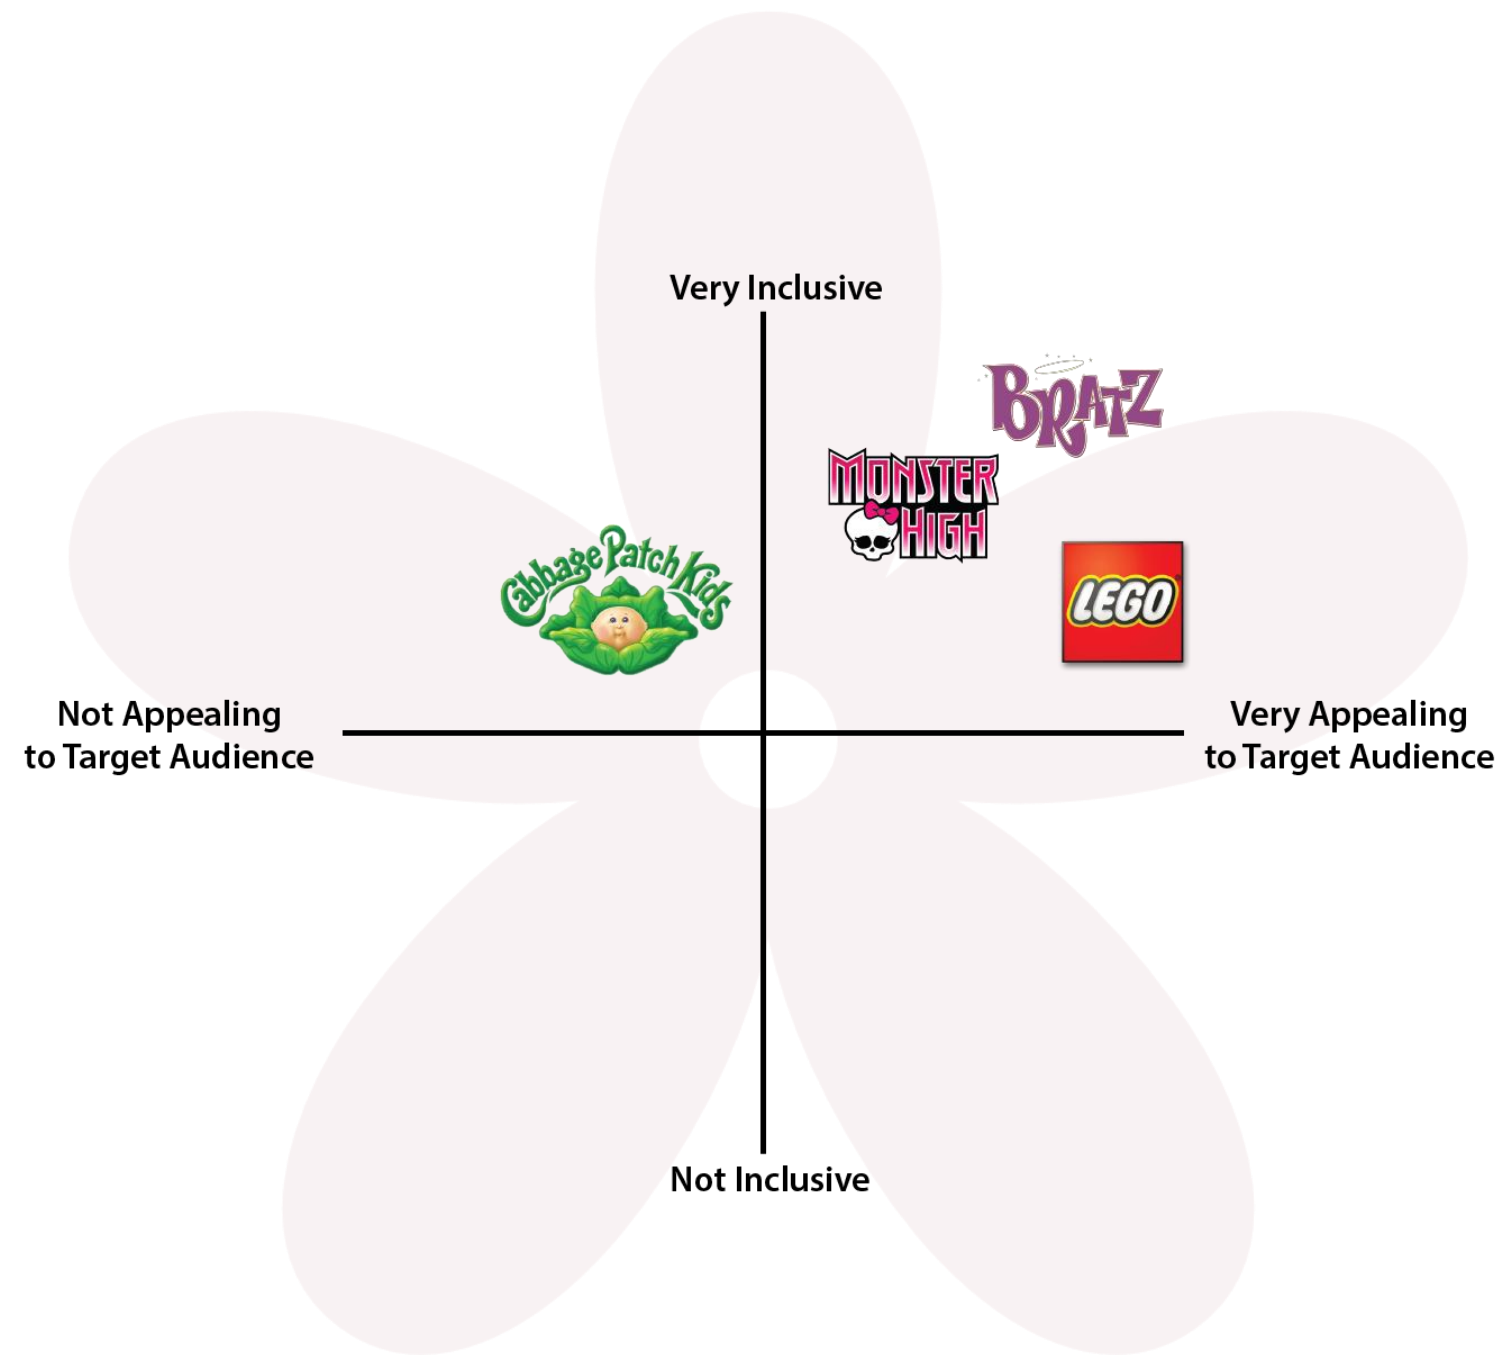 Very Inclusive
BRATZ
MONSTER
HIGH
Cabbage Patch Kids
LEGO
Not Appealing
to Target Audience
Very Appealing
to Target Audience
Not Inclusive